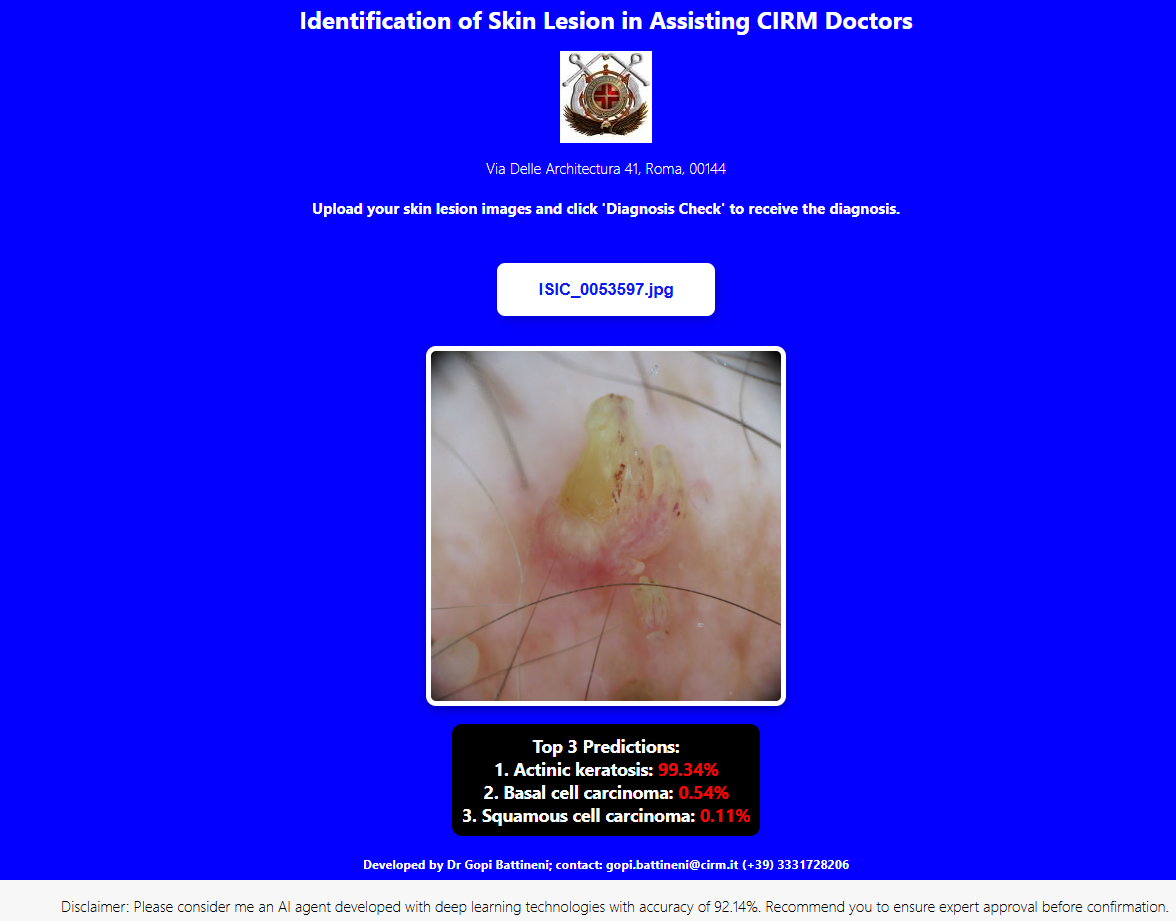 Identification of Skin Lesion in Assisting CIRM Doctors
Via Delle Architectura 41, Roma, 00144
Upload your skin lesion images and click 'Diagnosis Check' to receive the diagnosis.
ISIC_0053597.jpg
Top 3 Predictions:
1. Actinic keratosis: 99.34%
2. Basal cell carcinoma: 0.54%
3. Squamous cell carcinoma: 0.11%
Developed by Dr Gopi Battineni; contact: gopi.battineni@cirm.it (+39) 3331728206
Disclaimer: Please consider me an AI agent developed with deep learning technologies with accuracy of 92.14%. Recommend you to ensure expert approval before confirmation.